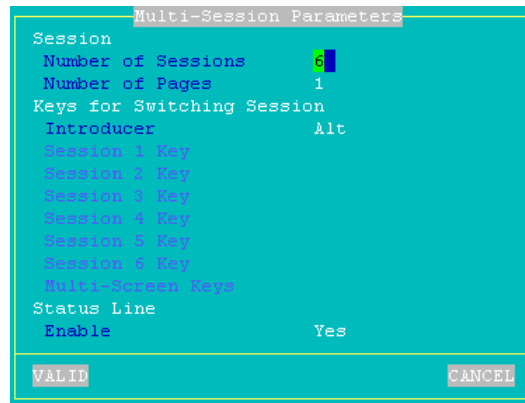 Multi-Session Parameters
Session
Number of Sessions 6
Number of Pages 1
Keys for Switching Session
Introducer Alt
Session 1 Key
Session 2 Key
Session 3 Key
Session 4 Key
Session 5 Key
Session 6 Key
Multi-Screen Keys
Status Line
Enable Yes
VALID CANCEL